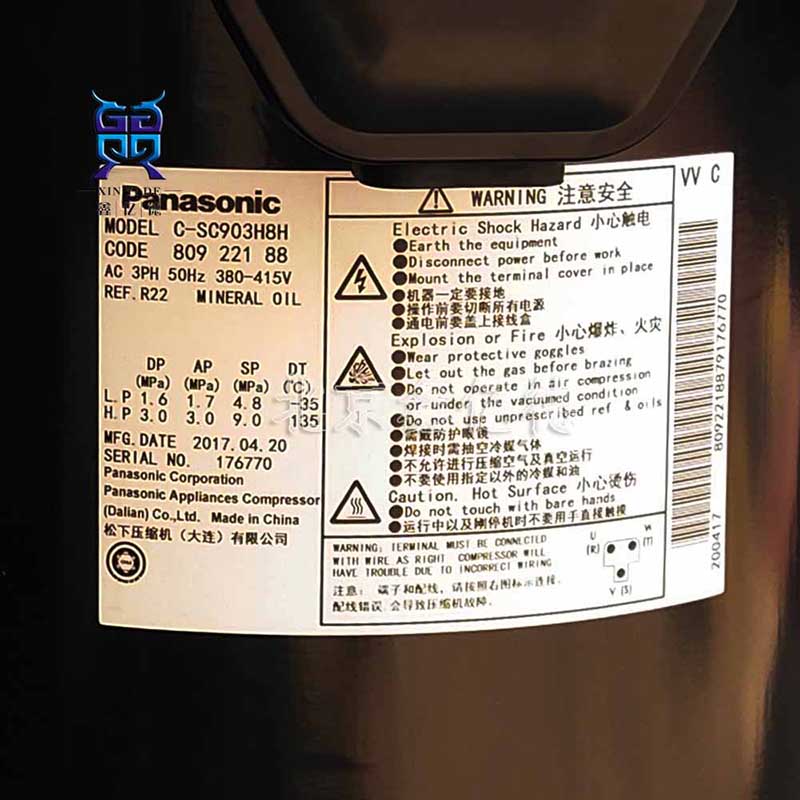 Panasonic
MODEL C-SC903H8H
CODE 809 221 88
AC 3PH 50Hz 380-415V
REF.R22 MINERAL OIL
DP AP SP DT
(MPa) (MPa) (MPa) (℃)
L.P 1.6 1.7 4.8 -35
H.P 3.0 3.0 9.0 135
MFG.DATE 2017.04.20
SERIAL NO. 176770
Panasonic Corporation
Panasonic Appliances Compressor
(Dalian) Co.,Ltd. Made in China
松下压缩机（大连）有限公司
WARNING 注意安全
Electric Shock Hazard 小心触电
●Earth the equipment
●Disconnect power before work
●Mount the terminal cover in place
●机器一定要接地
●操作前要切断所有电源
●通电前要盖上接线盒
Explosion or Fire 小心爆炸、火灾
●Wear protective goggles
●Let out the gas before brazing
●Do not operate in air compression
or under the vacuumed condition
●Do not use unprescribed ref & oils
●需戴防护眼镜
●焊接时需抽空冷媒气体
●不允许进行压缩空气及真空运行
●不要使用指定以外的冷媒和油
Caution. Hot Surface 小心烫伤
●Do not touch with bare hands
●运行中以及刚停机时不要用手直接触摸
WARNING: TERMINAL MUST BE CONNECTED
WITH WIRE AS RIGHT COMPRESSOR WILL
HAVE TROUBLE DUE TO INCORRECT WIRING
注意: 端子和配线, 请按照右图标示连接.
配线错误.会导致压缩机故障.
U
(R)
W
(T)
V (S)
VV C
8092218879176770
200417